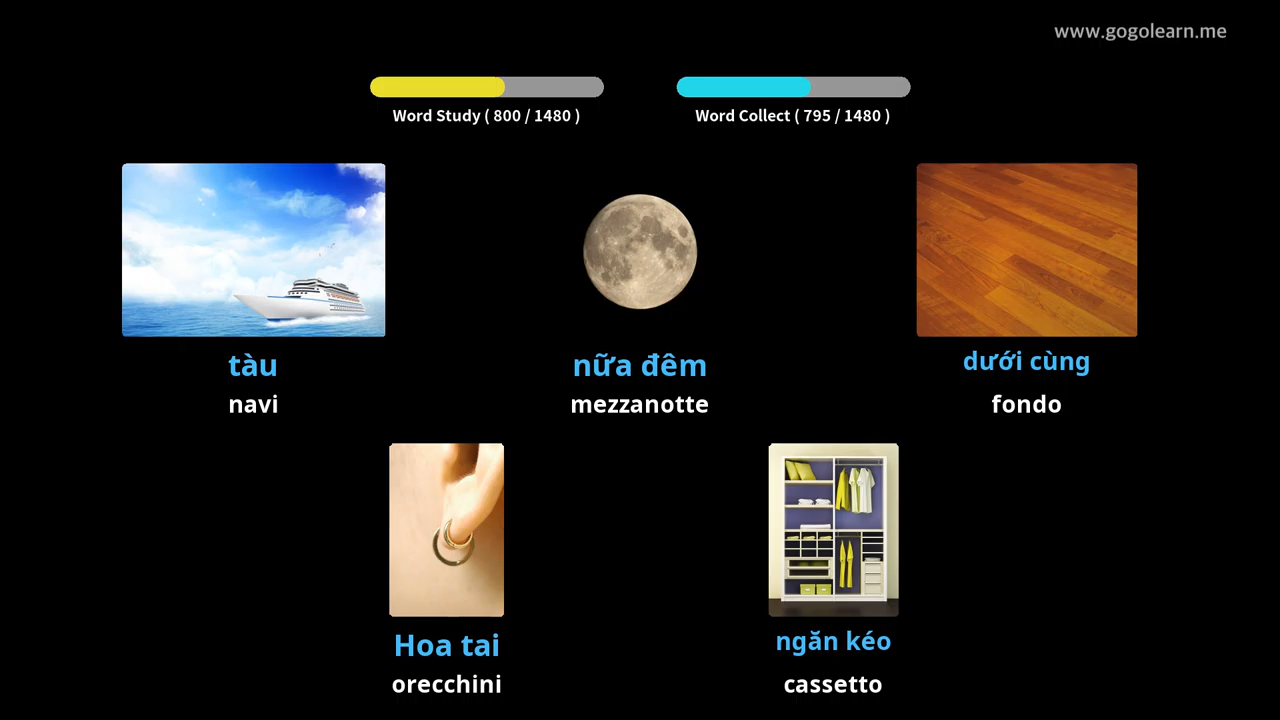 www.gogolearn.me
Word Study ( 800 / 1480 )
Word Collect ( 795 / 1480 )
tàu
nữa đêm
dưới cùng
navi
mezzanotte
fondo
Hoa tai
ngăn kéo
orecchini
cassetto